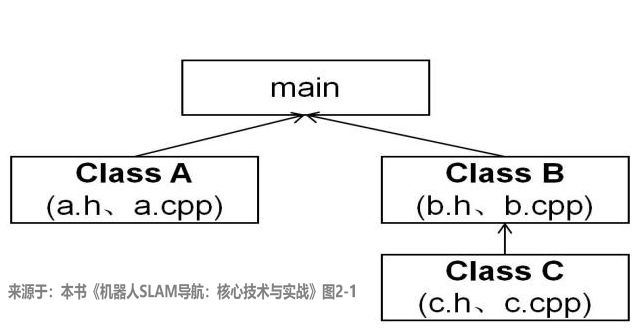 main
Class A
(a.h、a.cpp)
Class B
(b.h、b.cpp)
Class C
(c.h、c.cpp)
来源于：本书《机器人SLAM导航：核心技术与实战》图2-1